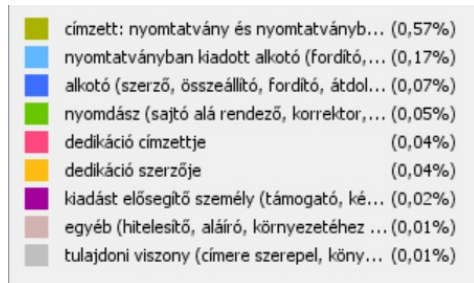 címzett: nyomtatvány és nyomtatványb... (0,57%)
nyomtatványban kiadott alkotó (fordító,... (0,17%)
alkotó (szerző, összeállító, fordító, átdol... (0,07%)
nyomdász (sajtó alá rendező, korrektor,... (0,05%)
dedikáció címzettje (0,04%)
dedikáció szerzője (0,04%)
kiadást elősegítő személy (támogató, ké... (0,02%)
egyéb (hitelesítő, aláíró, környezetéhez ... (0,01%)
tulajdoni viszony (címere szerepel, köny... (0,01%)